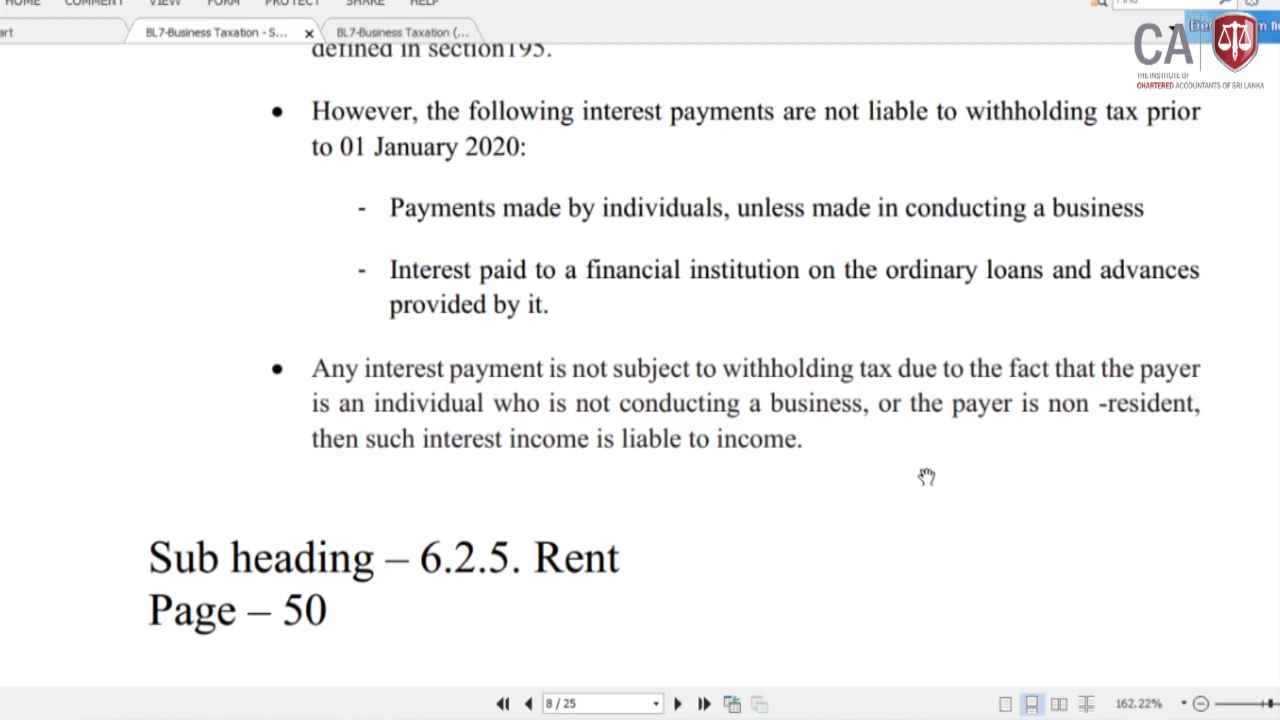 HOME COMMENT VIEW FORM PROTECT SHARE HELP Find
art BL7-Business Taxation - S... BL7-Business Taxation (...
CA
THE INSTITUTE OF
CHARTERED ACCOUNTANTS OF SRI LANKA
defined in section195.
• However, the following interest payments are not liable to withholding tax prior
to 01 January 2020:
- Payments made by individuals, unless made in conducting a business
- Interest paid to a financial institution on the ordinary loans and advances
provided by it.
• Any interest payment is not subject to withholding tax due to the fact that the payer
is an individual who is not conducting a business, or the payer is non -resident,
then such interest income is liable to income.
Sub heading – 6.2.5. Rent
Page – 50
8 / 25 162.22%